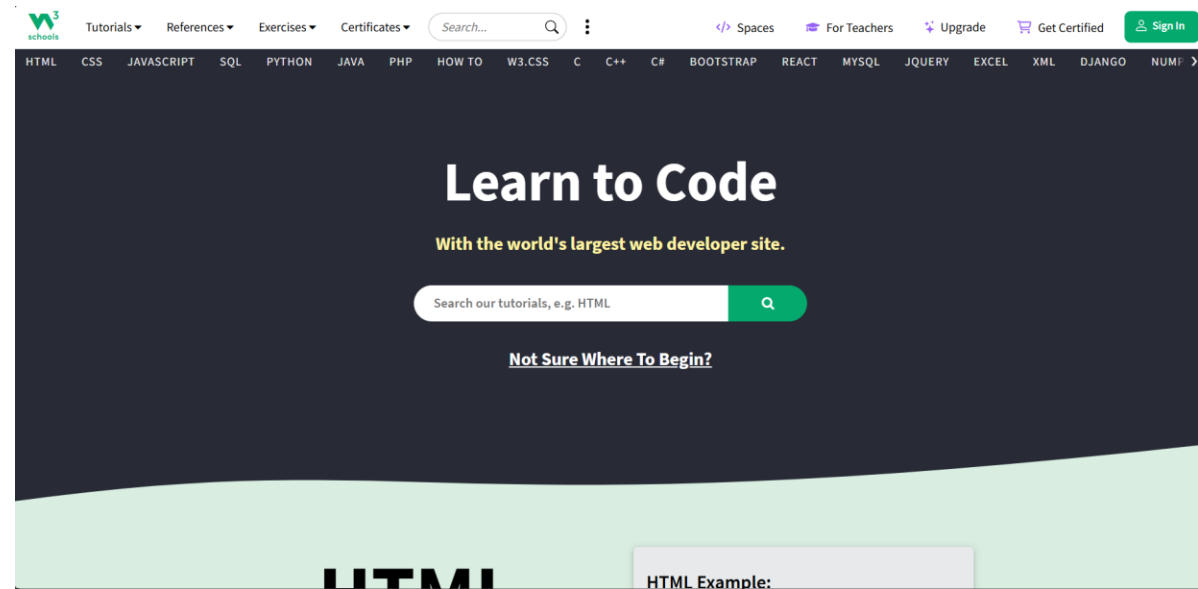 W3 schools Tutorials References Exercises Certificates Search... Spaces For Teachers Upgrade Get Certified Sign In
HTML CSS JAVASCRIPT SQL PYTHON JAVA PHP HOW TO W3.CSS C C++ C# BOOTSTRAP REACT MYSQL JQUERY EXCEL XML DJANGO
Learn to Code
With the world's largest web developer site.
Search our tutorials, e.g. HTML
Not Sure Where To Begin?
HTML
HTML Example: